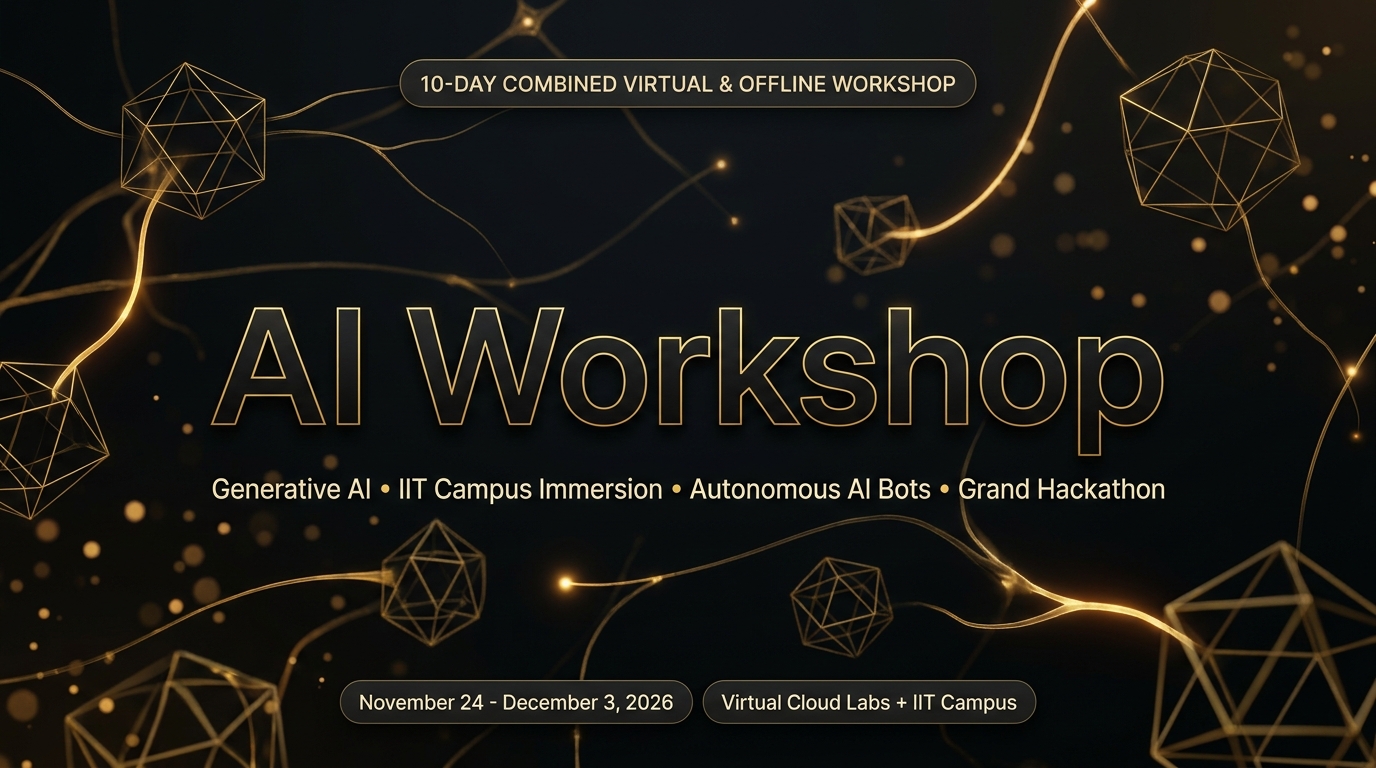 10-DAY COMBINED VIRTUAL & OFFLINE WORKSHOP
AI Workshop
Generative AI • IIT Campus Immersion • Autonomous AI Bots • Grand Hackathon
November 24 - December 3, 2026
Virtual Cloud Labs + IIT Campus